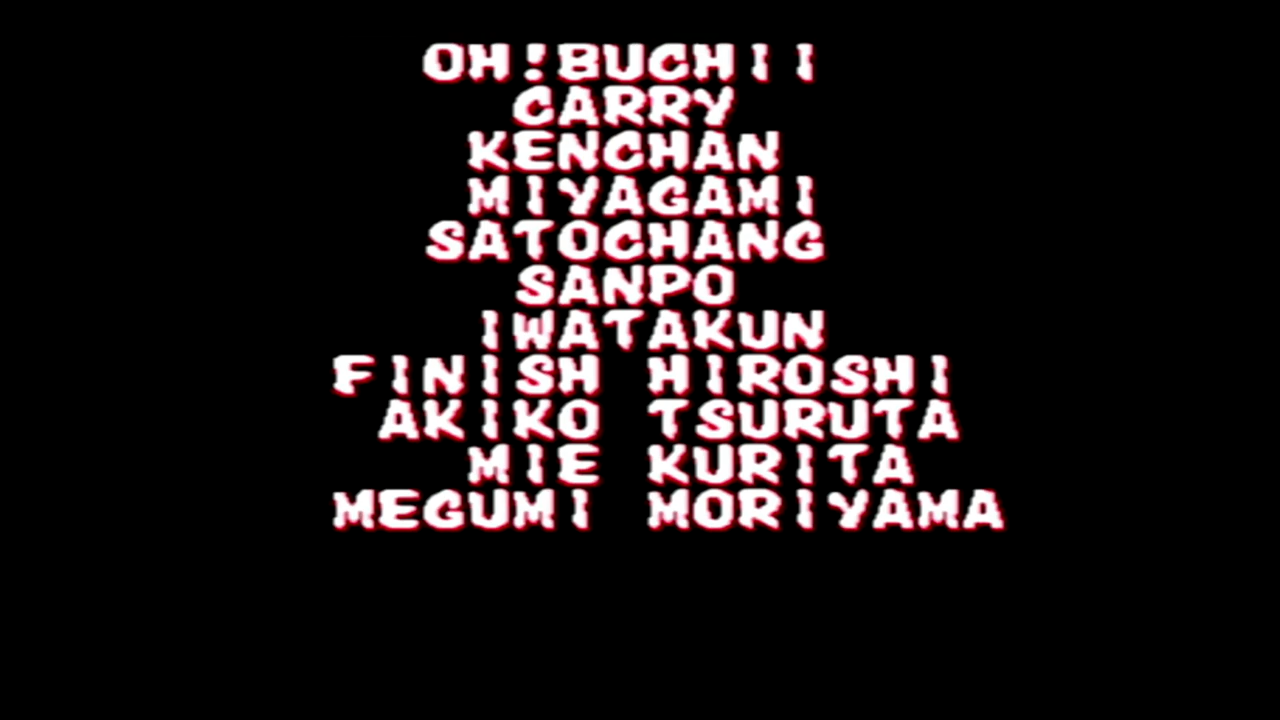 OH!BUCHII
CARRY
KENCHAN
MIYAGAMI
SATOCHANG
SANPO
IWATAKUN
FINISH HIROSHI
AKIKO TSURUTA
MIE KURITA
MEGUMI MORIYAMA